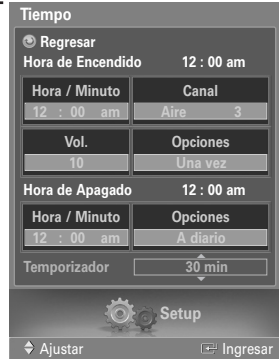 Tiempo
Regresar
Hora de Encendido 12 : 00 am
Hora / Minuto Canal
12 : 00 am Aire 3
Vol. Opciones
10 Una vez
Hora de Apagado 12 : 00 am
Hora / Minuto Opciones
12 : 00 am A diario
Temporizador 30 min
Setup
Ajustar Ingresar